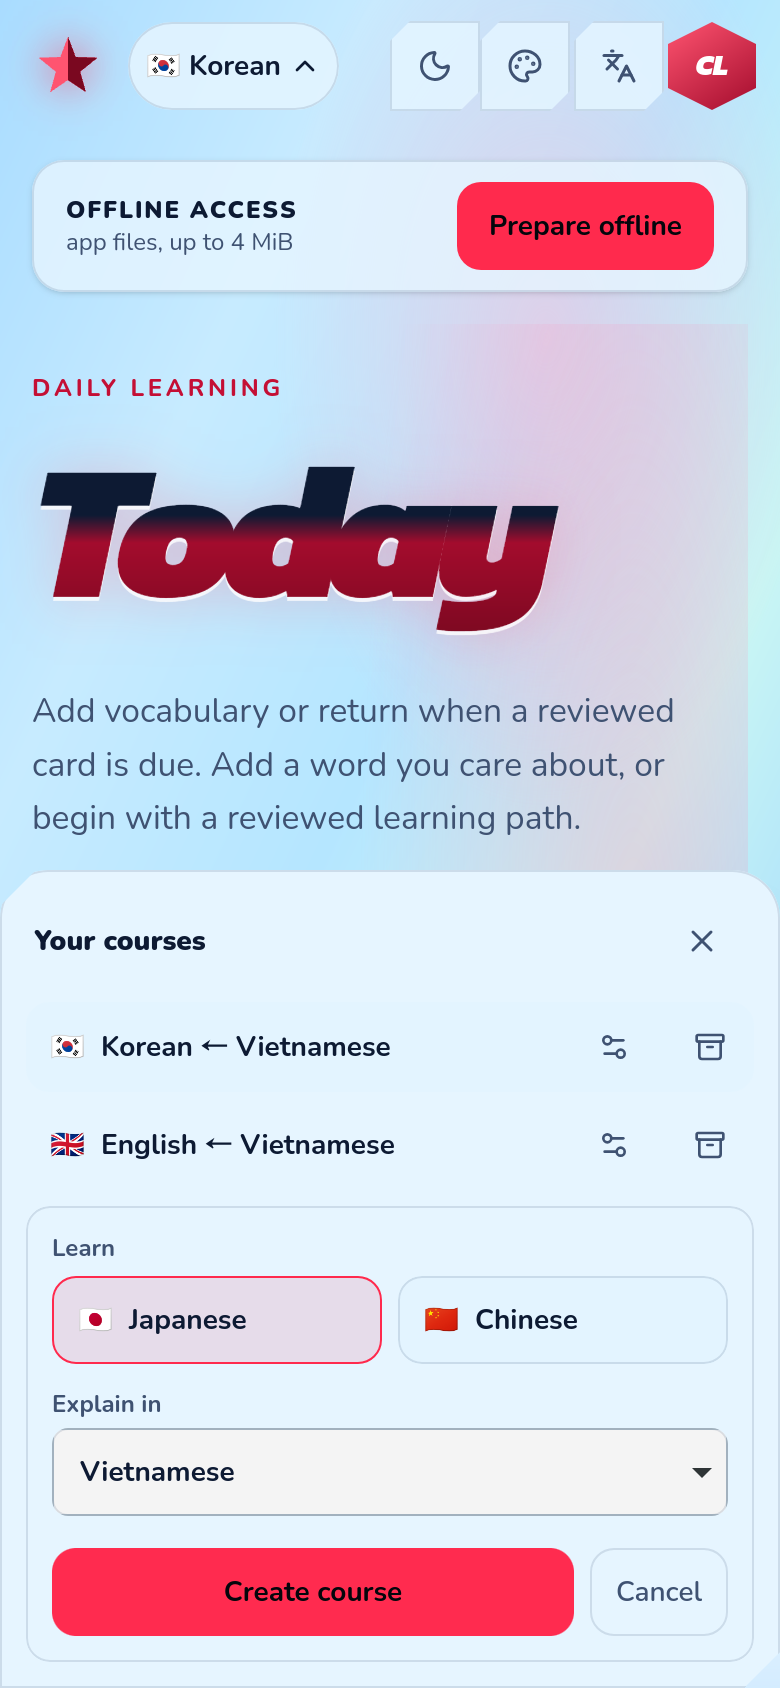 Korean
CL
OFFLINE ACCESS
app files, up to 4 MiB
Prepare offline
DAILY LEARNING
Today
Add vocabulary or return when a reviewed
card is due. Add a word you care about, or
begin with a reviewed learning path.
Your courses
Korean ← Vietnamese
English ← Vietnamese
Learn
Japanese
Chinese
Explain in
Vietnamese
Create course
Cancel